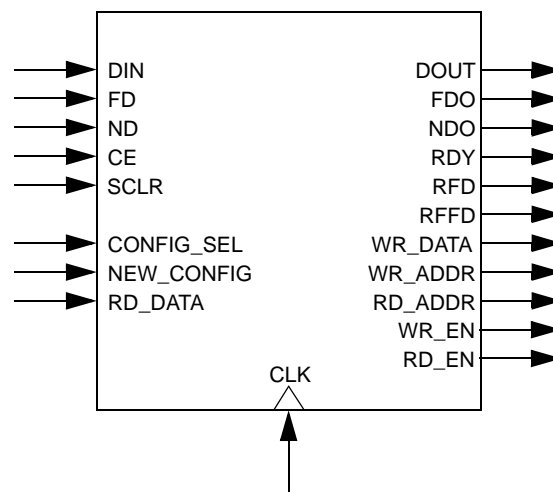 DIN
FD
ND
CE
SCLR
CONFIG_SEL
NEW_CONFIG
RD_DATA
DOUT
FDO
NDO
RDY
RFD
RFFD
WR_DATA
WR_ADDR
RD_ADDR
WR_EN
RD_EN
CLK